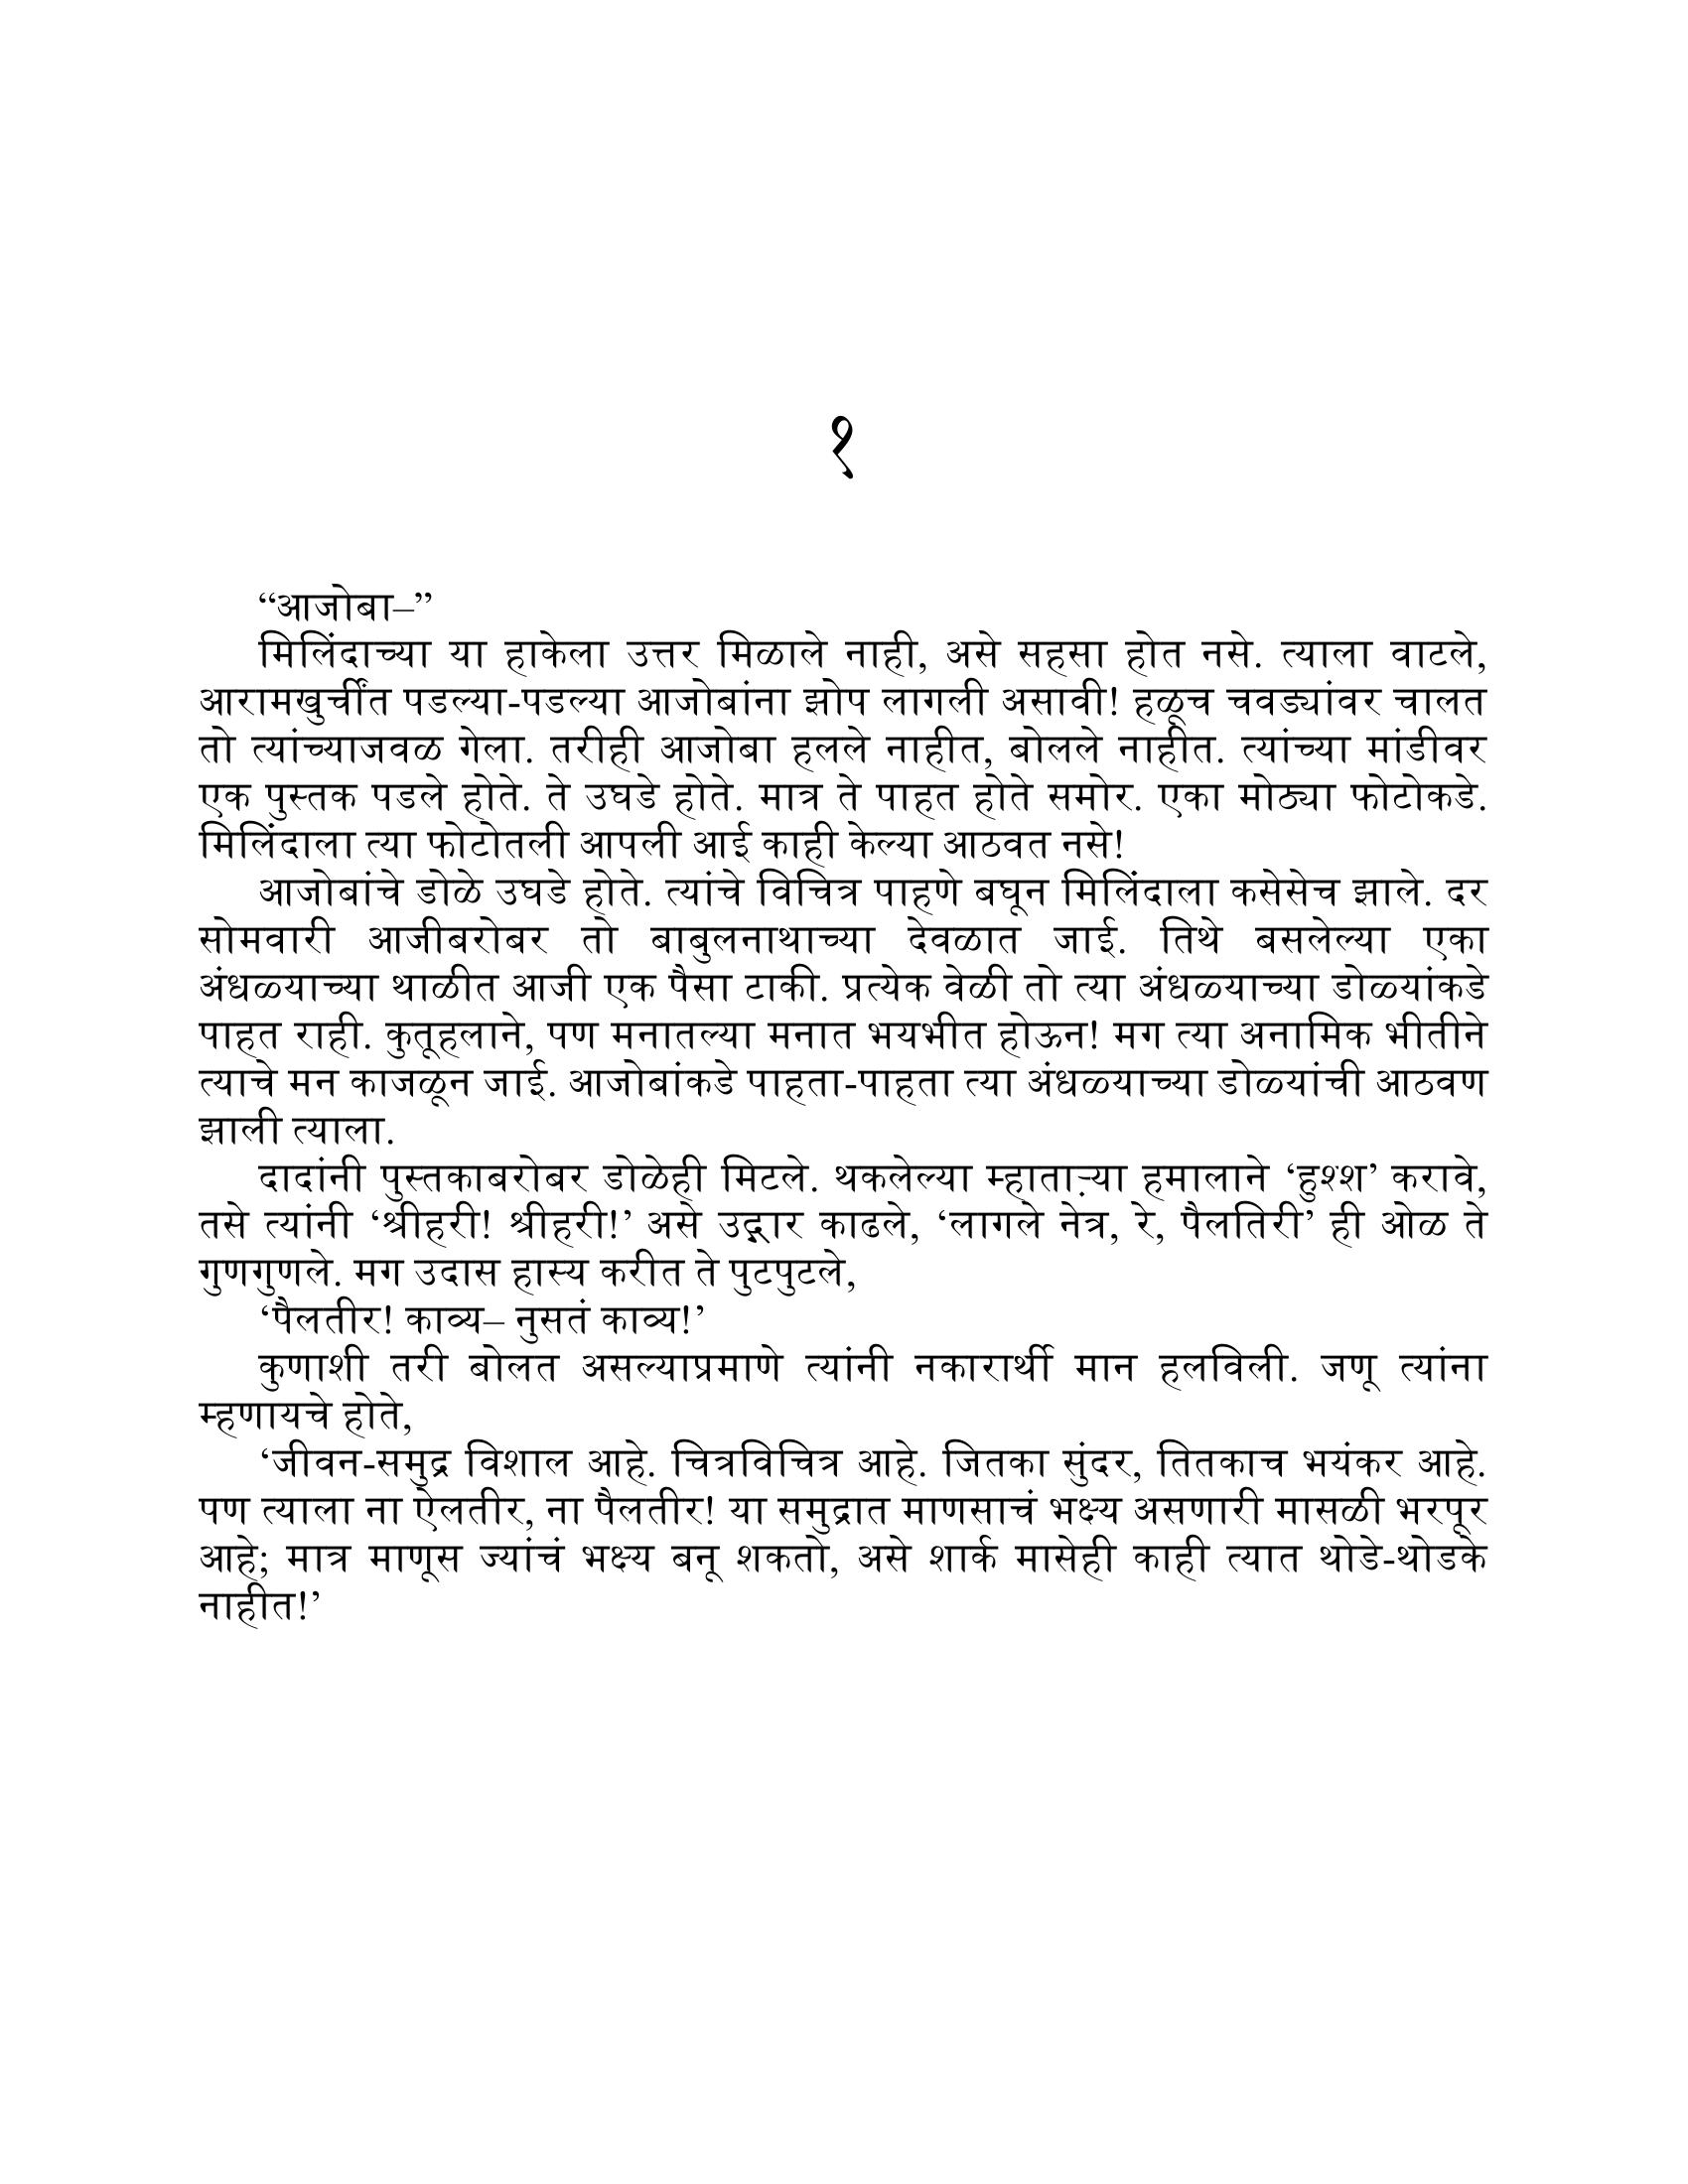 १
“आजोबा–”
मिलिंदाच्या या हाकेला उत्तर मिळाले नाही, असे सहसा होत नसे. त्याला वाटले,
आरामखुर्चीत पडल्या-पडल्या आजोबांना झोप लागली असावी! हळूच चवड्यांवर चालत
तो त्यांच्याजवळ गेला. तरीही आजोबा हलले नाहीत, बोलले नाहीत. त्यांच्या मांडीवर
एक पुस्तक पडले होते. ते उघडे होते. मात्र ते पाहत होते समोर. एका मोठ्या फोटोकडे.
मिलिंदाला त्या फोटोतली आपली आई काही केल्या आठवत नसे!
आजोबांचे डोळे उघडे होते. त्यांचे विचित्र पाहणे बघून मिलिंदाला कसेसेच झाले. दर
सोमवारी आजीबरोबर तो बाबुलनाथाच्या देवळात जाई. तिथे बसलेल्या एका
अंधळ्याच्या थाळीत आजी एक पैसा टाकी. प्रत्येक वेळी तो त्या अंधळ्याच्या डोळ्यांकडे
पाहत राही. कुतूहलाने, पण मनातल्या मनात भयभीत होऊन! मग त्या अनामिक भीतीने
त्याचे मन काजळून जाई. आजोबांकडे पाहता-पाहता त्या अंधळ्याच्या डोळ्यांची आठवण
झाली त्याला.
दादांनी पुस्तकाबरोबर डोळेही मिटले. थकलेल्या म्हाताऱ्या हमालाने ‘हुश्श’ करावे,
तसे त्यांनी ‘श्रीहरी! श्रीहरी!’ असे उद्गार काढले, ‘लागले नेत्र, रे, पैलतिरी’ ही ओळ ते
गुणगुणले. मग उदास हास्य करीत ते पुटपुटले,
‘पैलतीर! काव्य– नुसतं काव्य!’
कुणाशी तरी बोलत असल्याप्रमाणे त्यांनी नकारार्थी मान हलविली. जणू त्यांना
म्हणायचे होते,
‘जीवन-समुद्र विशाल आहे. चित्रविचित्र आहे. जितका सुंदर, तितकाच भयंकर आहे.
पण त्याला ना ऐलतीर, ना पैलतीर! या समुद्रात माणसाचं भक्ष्य असणारी मासळी भरपूर
आहे; मात्र माणूस ज्यांचं भक्ष्य बनू शकतो, असे शार्क मासेही काही त्यात थोडे-थोडके
नाहीत!’